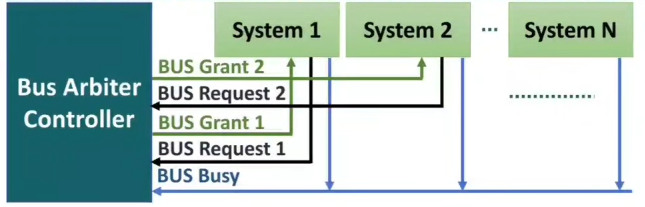 System 1
System 2
...
System N
Bus Arbiter
Controller
BUS Grant 2
BUS Request 2
BUS Grant 1
BUS Request 1
BUS Busy